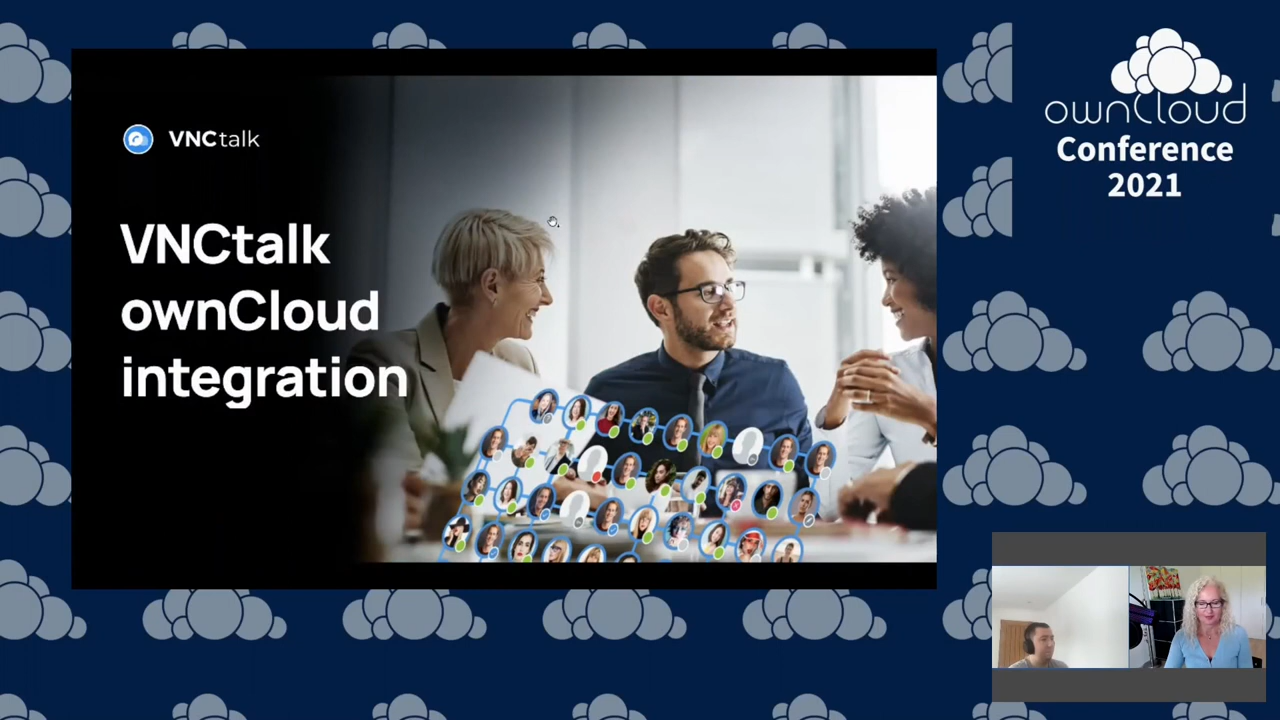 VNCtalk
VNCtalk
ownCloud
integration
ownCloud
Conference
2021